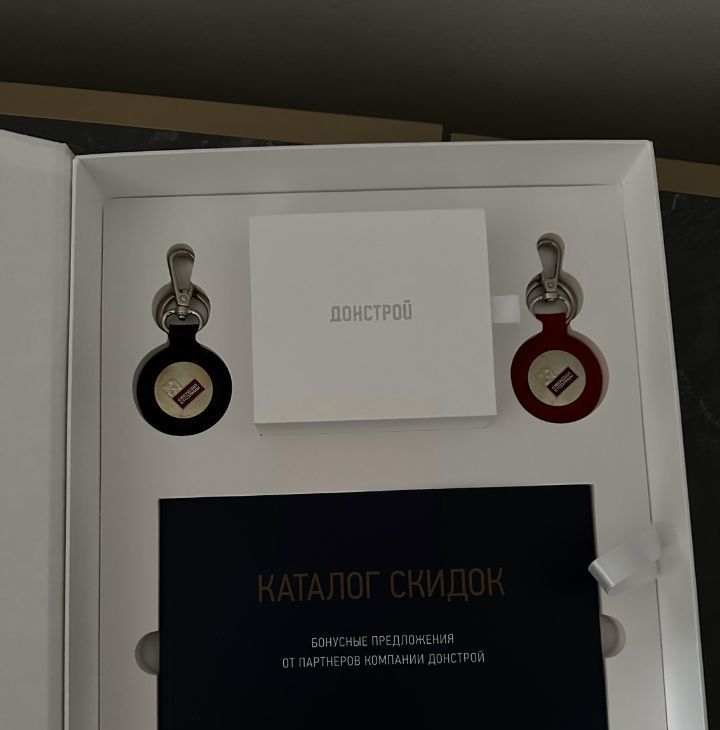 ДОНСТРОЙ
КАТАЛОГ СКИДОК
БОНУСНЫЕ ПРЕДЛОЖЕНИЯ
ОТ ПАРТНЕРОВ КОМПАНИИ ДОНСТРОЙ